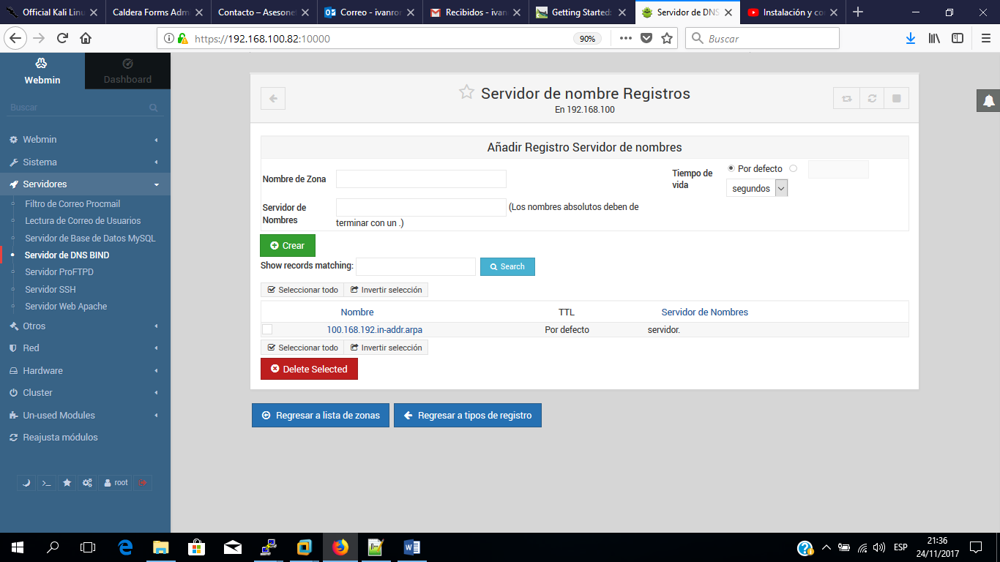 Official Kali Linu
Caldera Forms Adm
Contacto – Asesone
Correo - ivanror
Recibidos - ivan
Getting Started:
Servidor de DNS
Instalación y co
https://192.168.100.82:10000
90%
Buscar
Webmin
Dashboard
Buscar
Webmin
Sistema
Servidores
Filtro de Correo Procmail
Lectura de Correo de Usuarios
Servidor de Base de Datos MySQL
Servidor de DNS BIND
Servidor ProFTPD
Servidor SSH
Servidor Web Apache
Otros
Red
Hardware
Cluster
Un-used Modules
Reajusta módulos
root
Servidor de nombre Registros
En 192.168.100
Añadir Registro Servidor de nombres
Nombre de Zona
Tiempo de vida
Por defecto
segundos
Servidor de Nombres
(Los nombres absolutos deben de
terminar con un .)
Crear
Show records matching:
Search
Seleccionar todo
Invertir selección
Nombre
TTL
Servidor de Nombres
100.168.192.in-addr.arpa
Por defecto
servidor.
Seleccionar todo
Invertir selección
Delete Selected
Regresar a lista de zonas
Regresar a tipos de registro
ESP
21:36
24/11/2017